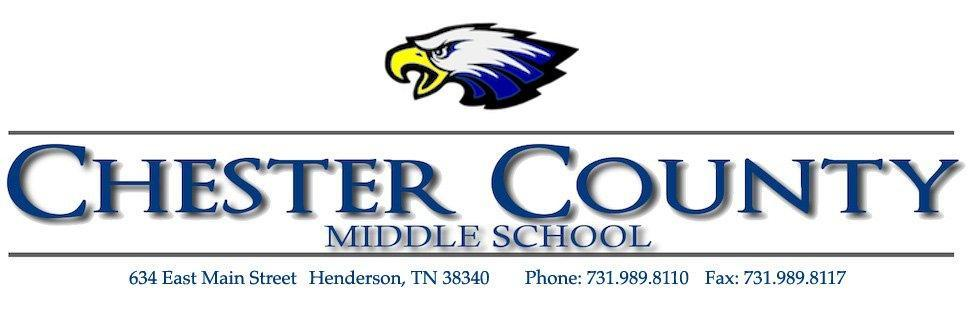 CHESTER COUNTY
MIDDLE SCHOOL
634 East Main Street Henderson, TN 38340 Phone: 731.989.8110 Fax: 731.989.8117